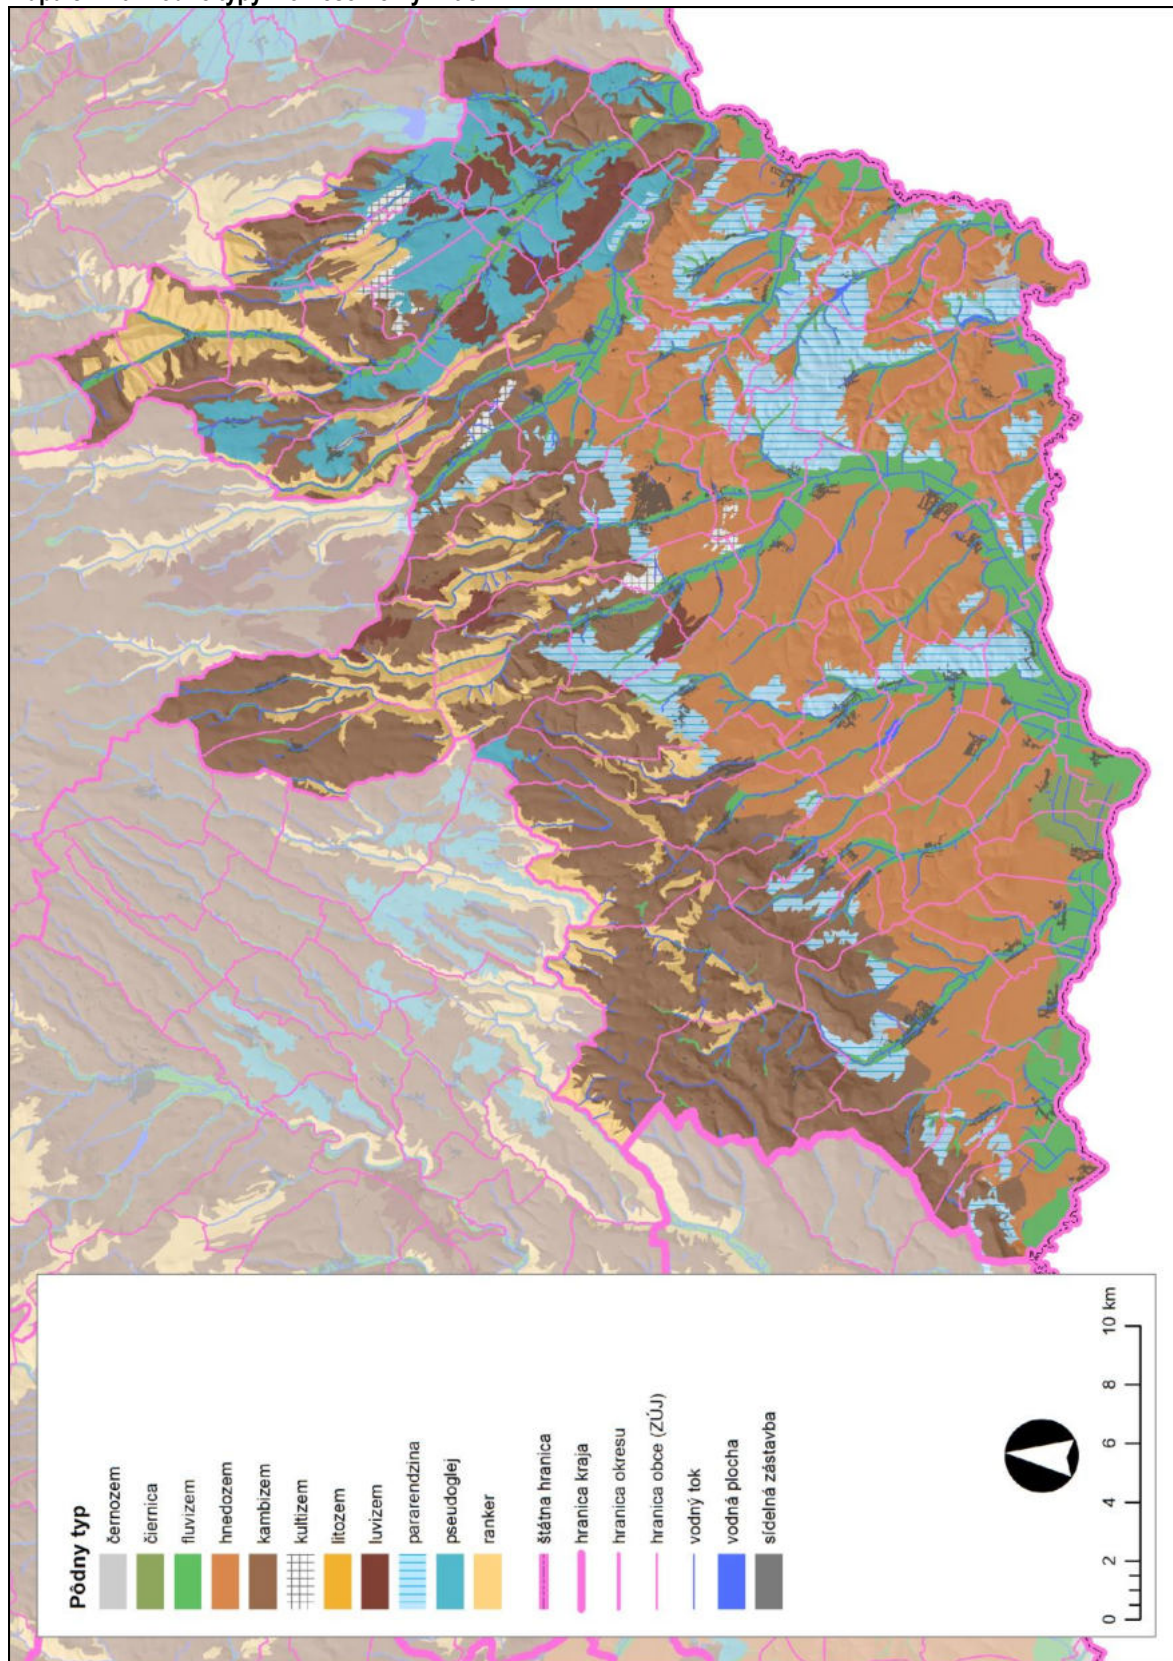 Pôdny typ
černozem
čiernica
fluvizem
hnedozem
kambizem
kultizem
litozem
luvizem
pararendzina
pseudoglej
ranker
štátna hranica
hranica kraja
hranica okresu
hranica obce (ZÚJ)
vodný tok
vodná plocha
sídelná zástavba
0 2 4 6 8 10 km